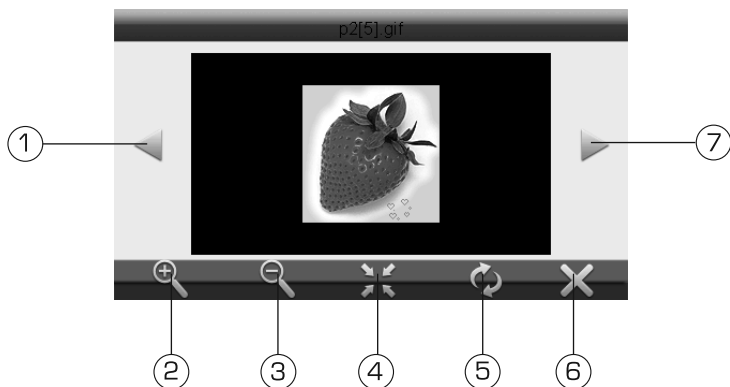 p2[5].gif
①
⑦
② ③ ④ ⑤ ⑥